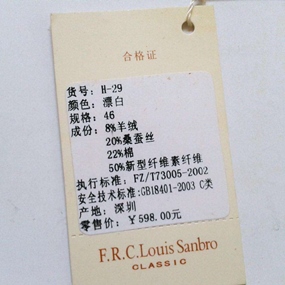 合格证
货号: H-29
颜色: 漂白
规格: 46
成份: 8%羊绒
20%桑蚕丝
22%棉
50%新型纤维素纤维
执行标准: FZ/T73005-2002
安全技术标准:GB18401-2003 C类
产地: 深圳
零售价: ￥598.00元
F.R.C.Louis Sanbro
CLASSIC